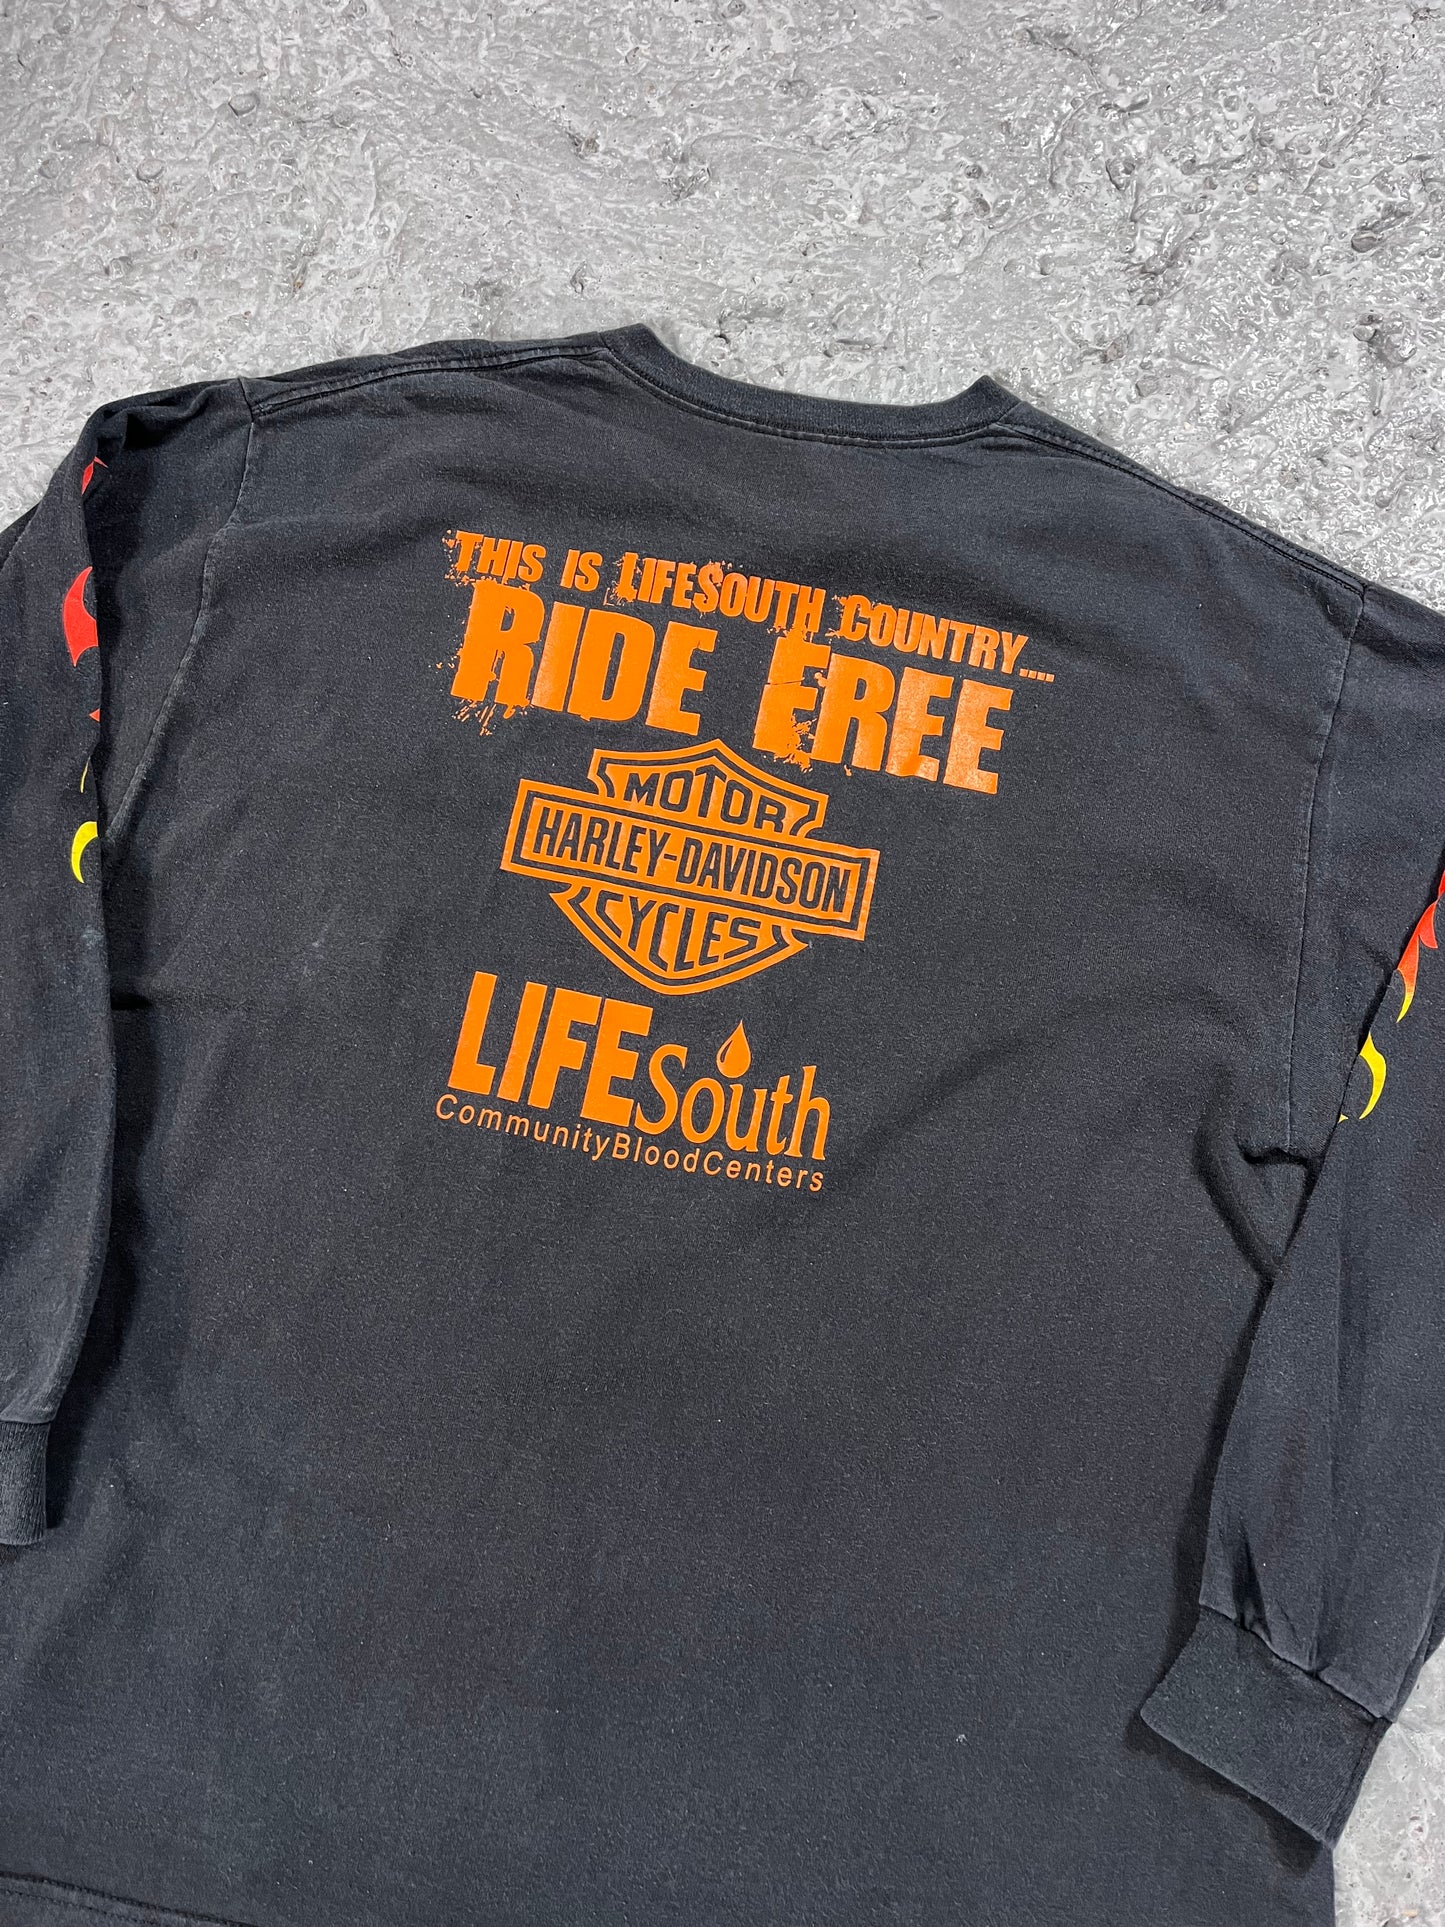 THIS IS LIFESOUTH COUNTRY....
RIDE FREE
MOTOR
HARLEY-DAVIDSON
CYCLES
LIFESouth
CommunityBloodCenters